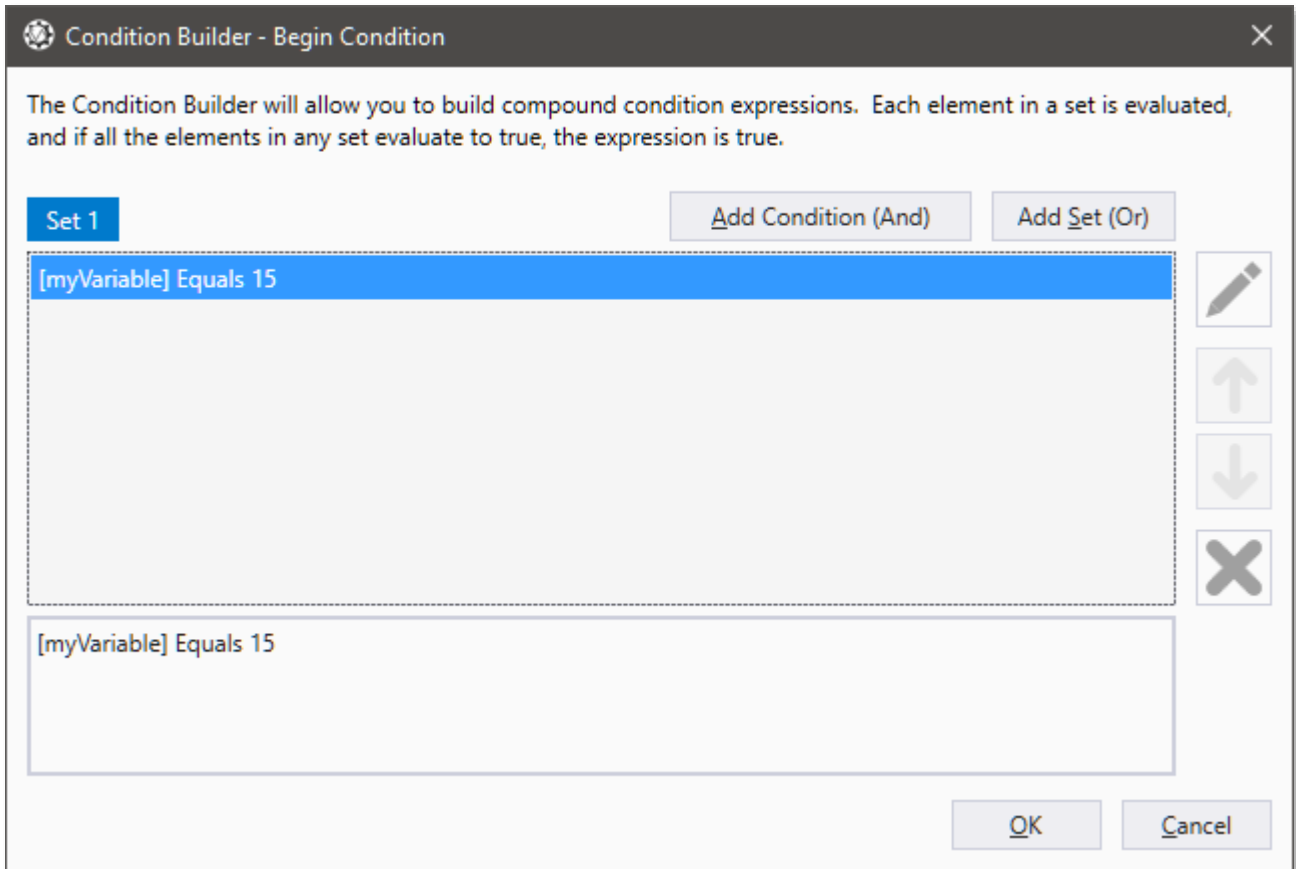 Condition Builder - Begin Condition
The Condition Builder will allow you to build compound condition expressions.  Each element in a set is evaluated,
and if all the elements in any set evaluate to true, the expression is true.
Set 1
Add Condition (And)
Add Set (Or)
[myVariable] Equals 15
[myVariable] Equals 15
OK
Cancel